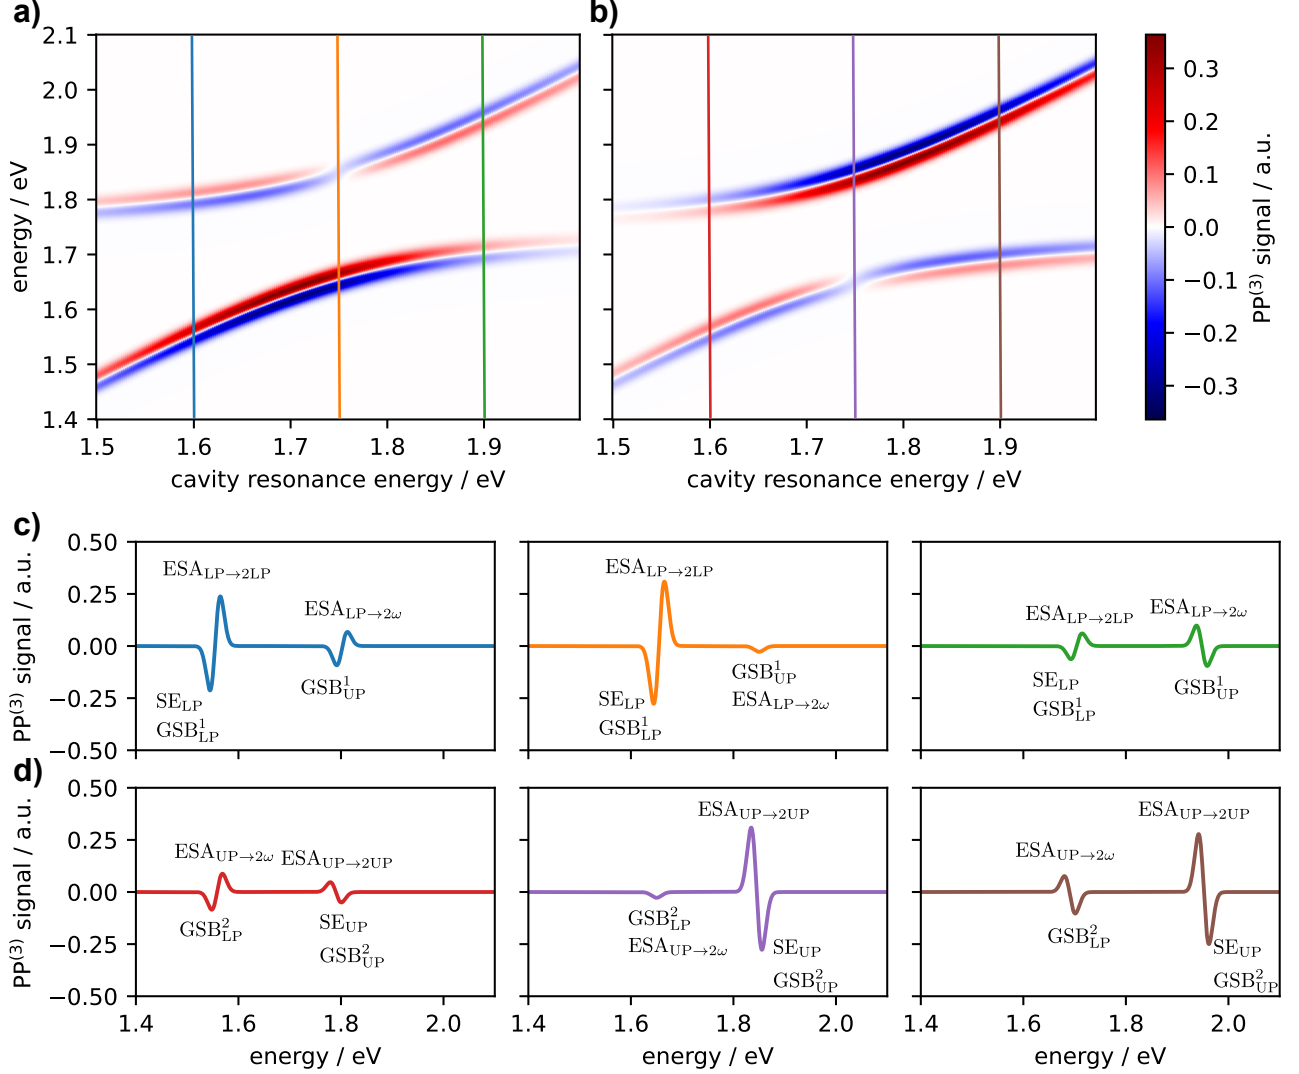 a)
b)
2.1
2.0
1.9
1.8
1.7
1.6
1.5
1.4
energy / eV
1.5 1.6 1.7 1.8 1.9
cavity resonance energy / eV
1.5 1.6 1.7 1.8 1.9
cavity resonance energy / eV
0.3
0.2
0.1
0.0
−0.1
−0.2
−0.3
PP(3) signal / a.u.
c)
0.50
0.25
0.00
−0.25
−0.50
PP(3) signal / a.u.
ESALP→2LP
ESALP→2ω
SELP
GSB1LP
GSB1UP
ESALP→2LP
SELP
GSB1LP
GSB1UP
ESALP→2ω
ESALP→2LP
ESALP→2ω
SELP
GSB1LP
GSB1UP
d)
0.50
0.25
0.00
−0.25
−0.50
PP(3) signal / a.u.
ESAUP→2ω
ESAUP→2UP
GSB2LP
SEUP
GSB2UP
ESAUP→2UP
GSB2LP
ESAUP→2ω
SEUP
GSB2UP
ESAUP→2UP
ESAUP→2ω
GSB2LP
SEUP
GSB2UP
1.4 1.6 1.8 2.0
energy / eV
1.4 1.6 1.8 2.0
energy / eV
1.4 1.6 1.8 2.0
energy / eV